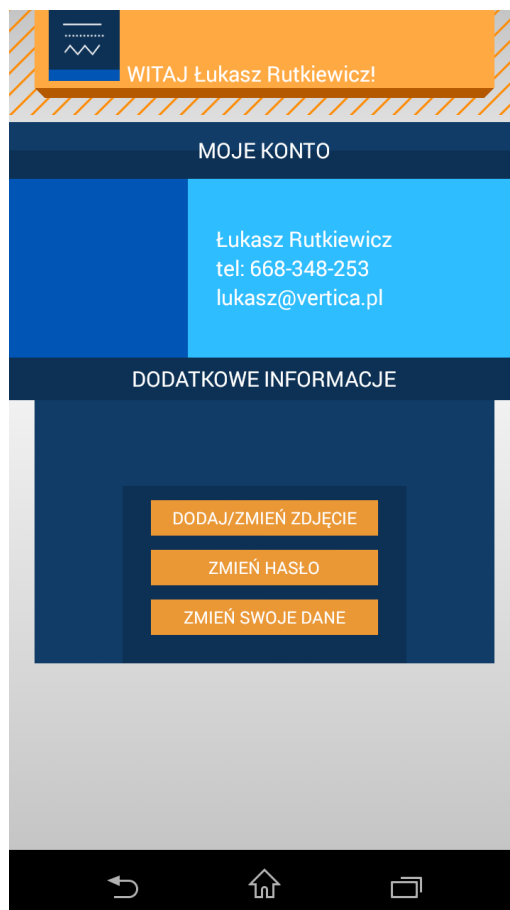 WITAJ Łukasz Rutkiewicz!
MOJE KONTO
Łukasz Rutkiewicz
tel: 668-348-253
lukasz@vertica.pl
DODATKOWE INFORMACJE
DODAJ/ZMIEŃ ZDJĘCIE
ZMIEŃ HASŁO
ZMIEŃ SWOJE DANE